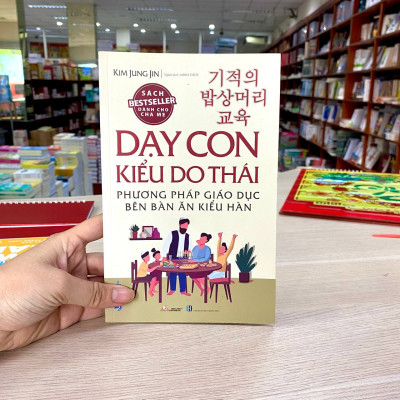 KIM JUNG JIN
기적의
밥상머리
교육
SÁCH
BESTSELLER
DÀNH CHO
CHA MẸ
DẠY CON
KIỂU DO THÁI
PHƯƠNG PHÁP GIÁO DỤC
BÊN BÀN ĂN KIỂU HÀN